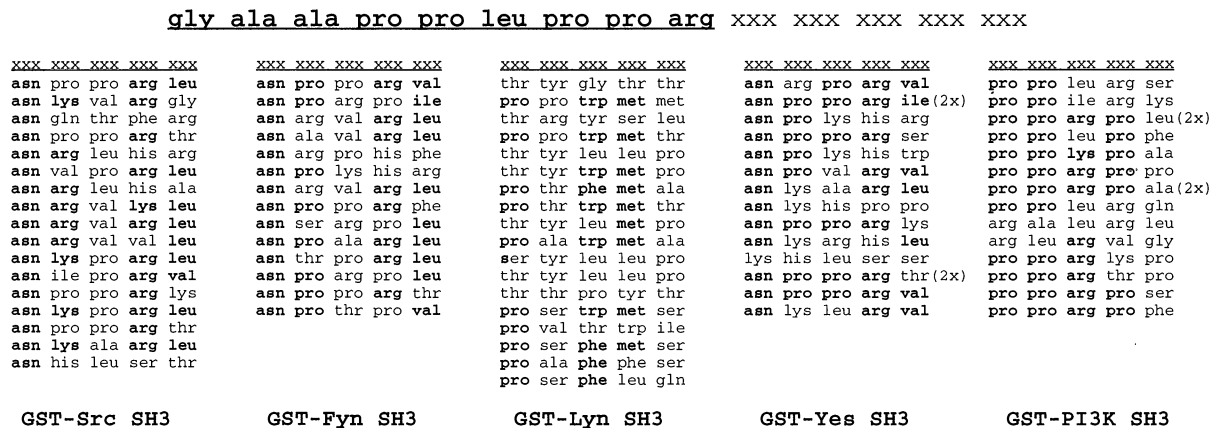 gly ala ala pro pro leu pro pro arg xxx xxx xxx xxx xxx
xxx xxx xxx xxx xxx
asn pro pro arg leu
asn lys val arg gly
asn gln thr phe arg
asn pro pro arg thr
asn arg leu his arg
asn val pro arg leu
asn arg leu his ala
asn arg val lys leu
asn arg val arg leu
asn arg val val leu
asn lys pro arg leu
asn ile pro arg val
asn pro pro arg lys
asn lys pro arg leu
asn pro pro arg thr
asn lys ala arg leu
asn his leu ser thr
GST-Src SH3
xxx xxx xxx xxx xxx
asn pro pro arg val
asn pro arg pro ile
asn arg val arg leu
asn ala val arg leu
asn arg pro his phe
asn pro lys his arg
asn arg val arg leu
asn pro pro arg phe
asn ser arg pro leu
asn pro ala arg leu
asn thr pro arg leu
asn pro arg pro leu
asn pro pro arg thr
asn pro thr pro val
GST-Fyn SH3
xxx xxx xxx xxx xxx
thr tyr gly thr thr
pro pro trp met met
thr arg tyr ser leu
pro pro trp met thr
thr tyr leu leu pro
pro tyr trp met pro
pro thr phe met ala
pro thr trp met thr
thr tyr leu met pro
pro ala trp met ala
ser tyr leu leu pro
thr tyr leu leu pro
thr thr pro tyr thr
pro ser trp met ser
pro val thr trp ile
pro ser phe met ser
pro ala phe phe ser
pro ser phe leu gln
GST-Lyn SH3
xxx xxx xxx xxx xxx
asn arg pro arg val
asn pro pro arg ile(2x)
asn pro lys his arg
asn pro pro arg ser
asn pro lys his trp
asn pro val arg val
asn lys ala arg leu
asn lys his pro pro
asn pro pro arg lys
asn lys arg his leu
lys his leu ser ser
asn pro pro arg thr(2x)
asn pro pro arg val
asn lys leu arg val
GST-Yes SH3
xxx xxx xxx xxx xxx
pro pro leu arg ser
pro pro ile arg lys
pro pro arg pro leu(2x)
pro pro leu pro phe
pro pro lys pro ala
pro pro arg pro pro
pro pro arg pro ala(2x)
pro pro leu arg gln
arg ala leu arg leu
arg leu arg val gly
pro pro arg lys pro
pro pro arg thr pro
pro pro arg pro ser
pro pro arg pro phe
GST-PI3K SH3